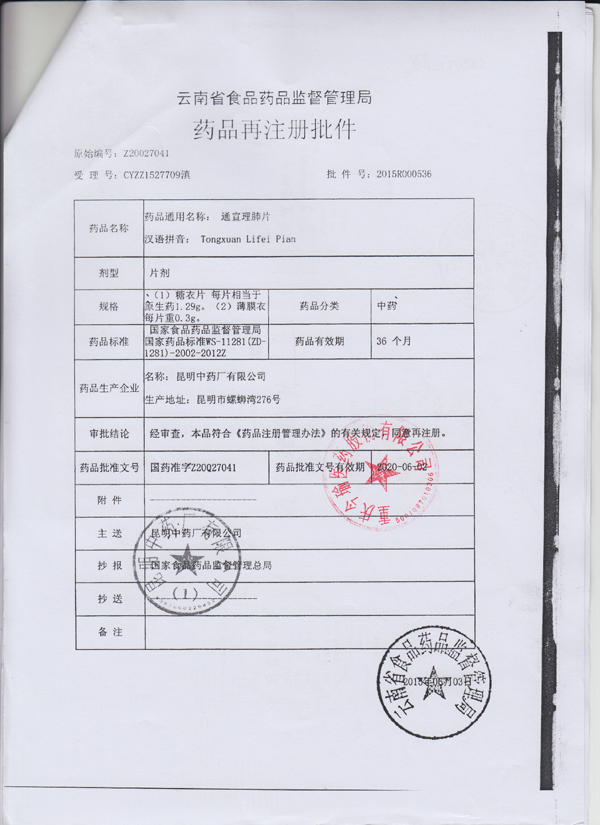 云南省食品药品监督管理局
药品再注册批件
原始编号: Z20027041
受 理 号: CYZZ1527709滇 批 件 号: 2015R000536
药品名称 药品通用名称: 通宣理肺片
汉语拼音: Tongxuan Lifei Pian
剂型 片剂
规格 、(1) 糖衣片 每片相当于
原生药1.29g。 (2) 薄膜衣
每片重0.3g。
药品分类 中药
药品标准 国家食品药品监督管理局
国家药品标准WS-11281(ZD-
1281)-2002-2012Z
药品有效期 36 个月
药品生产企业 名称: 昆明中药厂有限公司
生产地址: 昆明市螺蛳湾276号
审批结论 经审查, 本品符合《药品注册管理办法》的有关规定, 同意再注册。
药品批准文号 国药准字Z20027041 药品批准文号有效期 2020-06-02
附 件
主 送 昆明中药厂有限公司
抄 报 国家食品药品监督管理总局
抄 送
备 注
昆明中药厂有限公司
(1)
云南省食品药品监督管理局
2015年06月03日